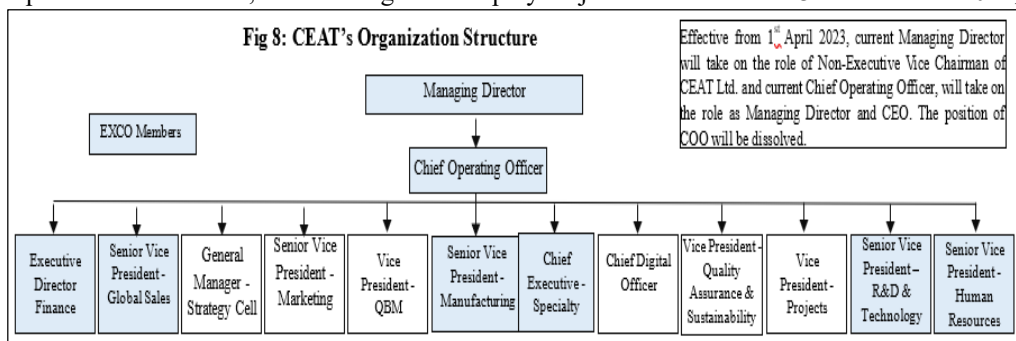 Fig 8: CEAT's Organization Structure
Effective from 1st April 2023, current Managing Director
will take on the role of Non-Executive Vice Chairman of
CEAT Ltd. and current Chief Operating Officer, will take on
the role as Managing Director and CEO. The position of
COO will be dissolved.
Managing Director
EXCO Members
Chief Operating Officer
Executive
Director
Finance
Senior Vice
President-
Global Sales
General
Manager -
Strategy Cell
Senior Vice
President -
Marketing
Vice
President -
QBM
Senior Vice
President-
Manufacturing
Chief
Executive -
Specialty
Chief Digital
Officer
Vice President -
Quality
Assurance &
Sustainability
Vice
President
-Projects
Senior Vice
President –
R&D &
Technology
Senior Vice
President -
Human
Resources